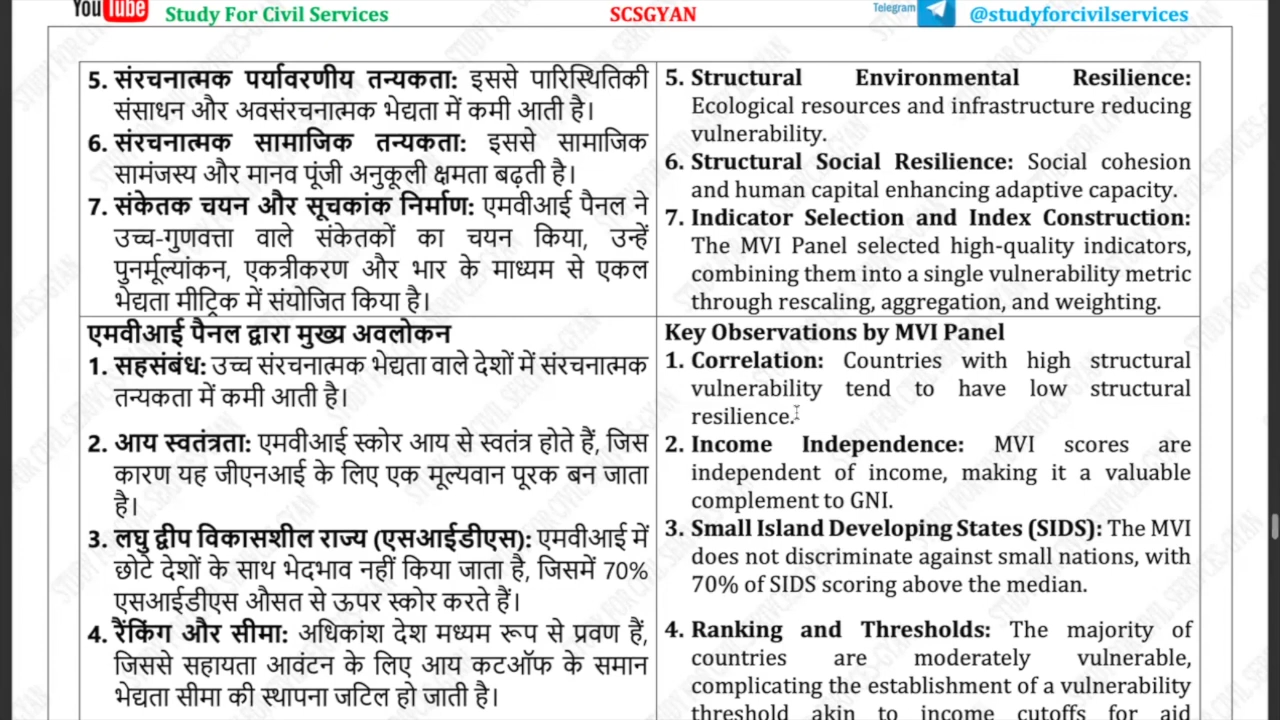 YouTube Study For Civil Services SCSGYAN Telegram @studyforcivilservices
5. संरचनात्मक पर्यावरणीय तन्यकता: इससे पारिस्थितिकी
संसाधन और अवसंरचनात्मक भेद्यता में कमी आती है।
6. संरचनात्मक सामाजिक तन्यकता: इससे सामाजिक
सामंजस्य और मानव पूंजी अनुकूली क्षमता बढ़ती है।
7. संकेतक चयन और सूचकांक निर्माण: एमवीआई पैनल ने
उच्च-गुणवत्ता वाले संकेतकों का चयन किया, उन्हें
पुनर्मूल्यांकन, एकत्रीकरण और भार के माध्यम से एकल
भेद्यता मीट्रिक में संयोजित किया है।
5. Structural Environmental Resilience:
Ecological resources and infrastructure reducing
vulnerability.
6. Structural Social Resilience: Social cohesion
and human capital enhancing adaptive capacity.
7. Indicator Selection and Index Construction:
The MVI Panel selected high-quality indicators,
combining them into a single vulnerability metric
through rescaling, aggregation, and weighting.
एमवीआई पैनल द्वारा मुख्य अवलोकन
1. सहसंबंध: उच्च संरचनात्मक भेद्यता वाले देशों में संरचनात्मक
तन्यकता में कमी आती है।
2. आय स्वतंत्रता: एमवीआई स्कोर आय से स्वतंत्र होते हैं, जिस
कारण यह जीएनआई के लिए एक मूल्यवान पूरक बन जाता
है।
3. लघु द्वीप विकासशील राज्य (एसआईडीएस): एमवीआई में
छोटे देशों के साथ भेदभाव नहीं किया जाता है, जिसमें 70%
एसआईडीएस औसत से ऊपर स्कोर करते हैं।
4. रैंकिंग और सीमा: अधिकांश देश मध्यम रूप से प्रवण हैं,
जिससे सहायता आवंटन के लिए आय कटऑफ के समान
भेद्यता सीमा की स्थापना जटिल हो जाती है।
Key Observations by MVI Panel
1. Correlation: Countries with high structural
vulnerability tend to have low structural
resilience.
2. Income Independence: MVI scores are
independent of income, making it a valuable
complement to GNI.
3. Small Island Developing States (SIDS): The MVI
does not discriminate against small nations, with
70% of SIDS scoring above the median.
4. Ranking and Thresholds: The majority of
countries are moderately vulnerable,
complicating the establishment of a vulnerability
threshold akin to income cutoffs for aid